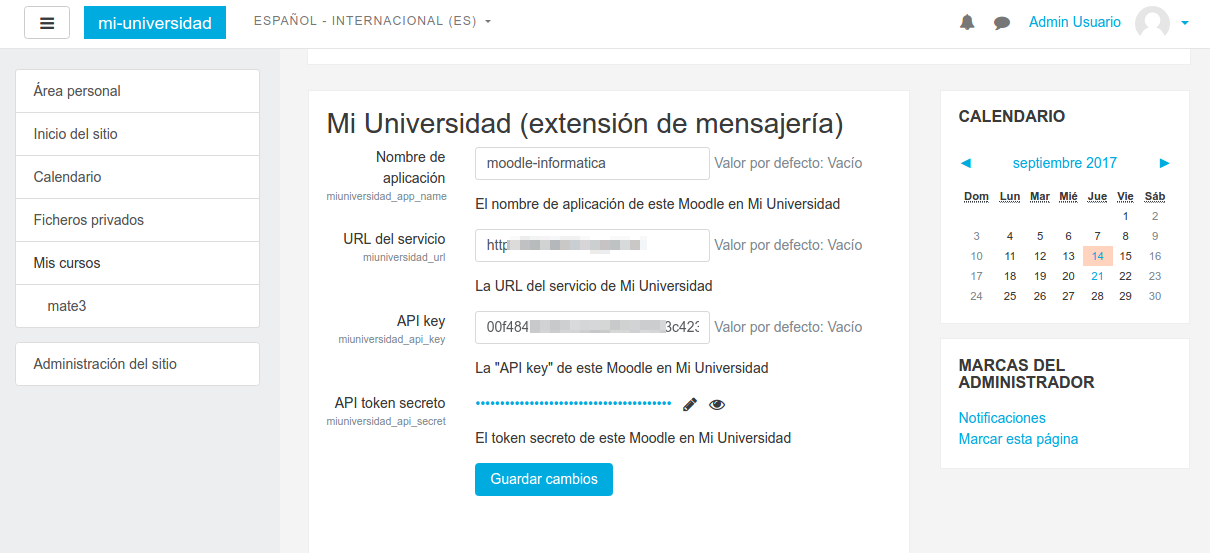 mi-universidad
ESPAÑOL - INTERNACIONAL (ES)
Admin Usuario
Área personal
Inicio del sitio
Calendario
Ficheros privados
Mis cursos
mate3
Administración del sitio
Mi Universidad (extensión de mensajería)
Nombre de
aplicación
miuniversidad_app_name
moodle-informatica
Valor por defecto: Vacío
El nombre de aplicación de este Moodle en Mi Universidad
URL del servicio
miuniversidad_url
http
Valor por defecto: Vacío
La URL del servicio de Mi Universidad
API key
miuniversidad_api_key
00f484 3c423
Valor por defecto: Vacío
La "API key" de este Moodle en Mi Universidad
API token secreto
miuniversidad_api_secret
El token secreto de este Moodle en Mi Universidad
Guardar cambios
CALENDARIO
◄ septiembre 2017 ►
Dom Lun Mar Mié Jue Vie Sáb
1 2
3 4 5 6 7 8 9
10 11 12 13 14 15 16
17 18 19 20 21 22 23
24 25 26 27 28 29 30
MARCAS DEL
ADMINISTRADOR
Notificaciones
Marcar esta página